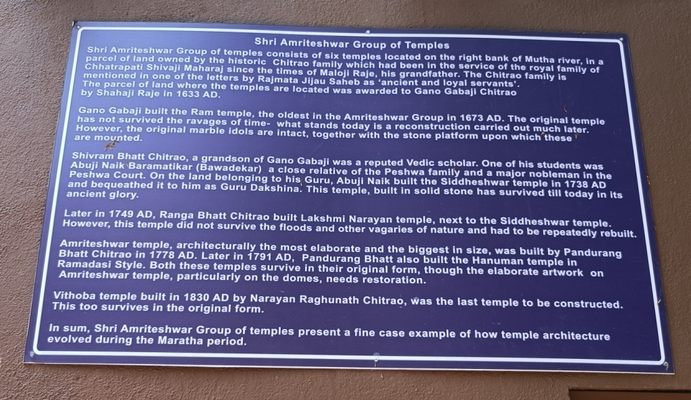 Shri Amriteshwar Group of Temples
Shri Amriteshwar Group of temples consists of six temples located on the right bank of Mutha river, in a
parcel of land owned by the historic Chitrao family which had been in the service of the royal family of
Chhatrapati Shivaji Maharaj since the times of Maloji Raje, his grandfather. The Chitrao family is
mentioned in one of the letters by Rajmata Jijau Saheb as 'ancient and loyal servants'.
The parcel of land where the temples are located was awarded to Gano Gabaji Chitrao
by Shahaji Raje in 1633 AD.
Gano Gabaji built the Ram temple, the oldest in the Amriteshwar Group in 1673 AD. The original temple
has not survived the ravages of time- what stands today is a reconstruction carried out much later.
However, the original marble idols are intact, together with the stone platform upon which these
are mounted.
Shivram Bhatt Chitrao, a grandson of Gano Gabaji was a reputed Vedic scholar. One of his students was
Abuji Naik Baramatikar (Bawadekar) a close relative of the Peshwa family and a major nobleman in the
Peshwa Court. On the land belonging to his Guru, Abuji Naik built the Siddheshwar temple in 1738 AD
and bequeathed it to him as Guru Dakshina. This temple, built in solid stone has survived till today in its
ancient glory.
Later in 1749 AD, Ranga Bhatt Chitrao built Lakshmi Narayan temple, next to the Siddheshwar temple.
However, this temple did not survive the floods and other vagaries of nature and had to be repeatedly rebuilt.
Amriteshwar temple, architecturally the most elaborate and the biggest in size, was built by Pandurang
Bhatt Chitrao in 1778 AD. Later in 1791 AD, Pandurang Bhatt also built the Hanuman temple in
Ramadasi Style. Both these temples survive in their original form, though the elaborate artwork on
Amriteshwar temple, particularly on the domes, needs restoration.
Vithoba temple built in 1830 AD by Narayan Raghunath Chitrao, was the last temple to be constructed.
This too survives in the original form.
In sum, Shri Amriteshwar Group of temples present a fine case example of how temple architecture
evolved during the Maratha period.